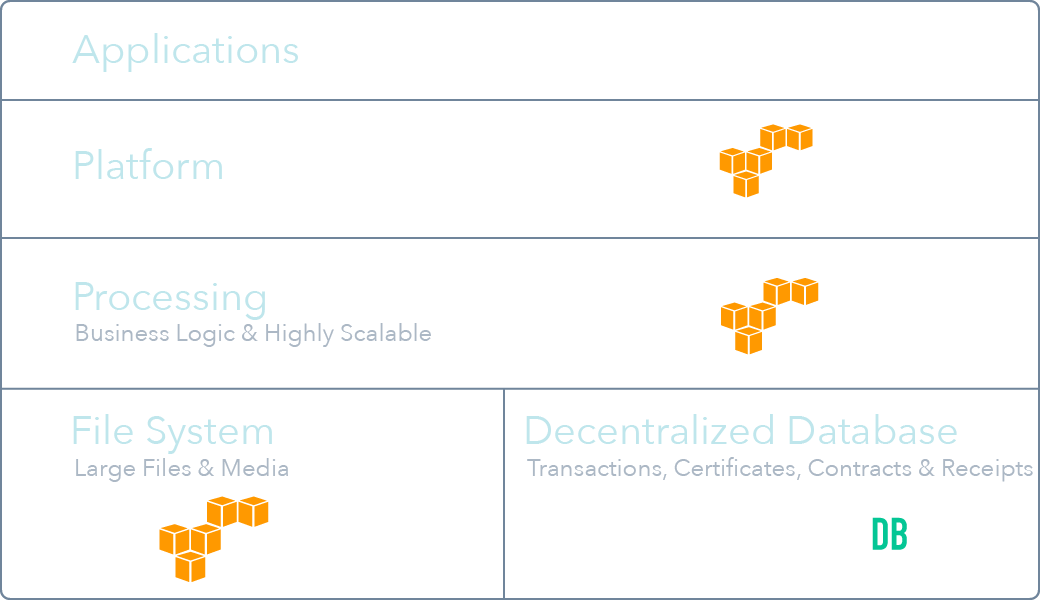 Applications
Platform
Processing
Business Logic & Highly Scalable
File System
Large Files & Media
Decentralized Database
Transactions, Certificates, Contracts & Receipts
DB